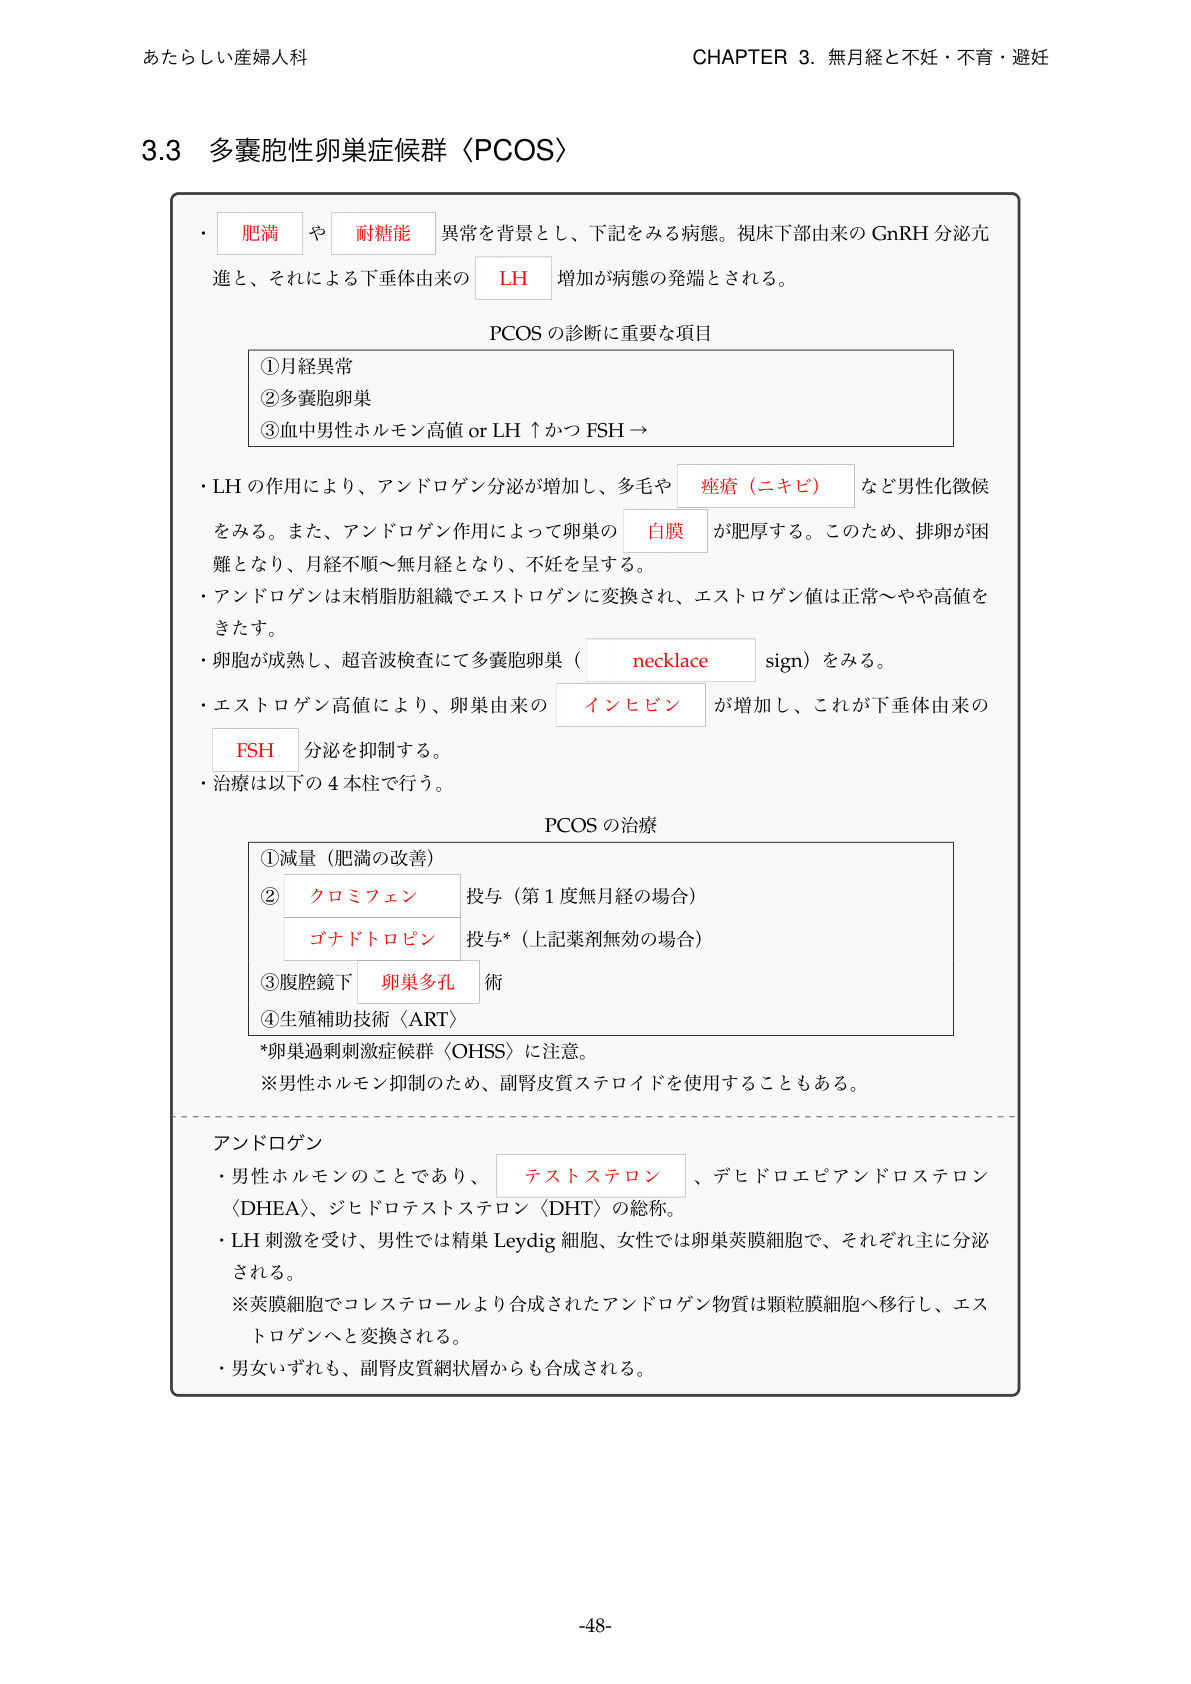 あたらしい産婦人科
CHAPTER 3. 無月経と不妊・不育・避妊
3.3 多嚢胞性卵巣症候群〈PCOS〉
・ 肥満 や 耐糖能 異常を背景とし、下記をみる病態。視床下部由来の GnRH 分泌亢
進と、それによる下垂体由来の LH 増加が病態の発端とされる。
PCOS の診断に重要な項目
①月経異常
②多嚢胞卵巣
③血中男性ホルモン高値 or LH ↑かつ FSH →
・LH の作用により、アンドロゲン分泌が増加し、多毛や 痤瘡（ニキビ） など男性化徴候
をみる。また、アンドロゲン作用によって卵巣の 白膜 が肥厚する。このため、排卵が困
難となり、月経不順〜無月経となり、不妊を呈する。
・アンドロゲンは末梢脂肪組織でエストロゲンに変換され、エストロゲン値は正常〜やや高値を
きたす。
・卵胞が成熟し、超音波検査にて多嚢胞卵巣（ necklace sign）をみる。
・エストロゲン高値により、卵巣由来の インヒビン が増加し、これが下垂体由来の
FSH 分泌を抑制する。
・治療は以下の 4 本柱で行う。
PCOS の治療
①減量（肥満の改善）
② クロミフェン 投与（第 1 度無月経の場合）
ゴナドトロピン 投与*（上記薬剤無効の場合）
③腹腔鏡下 卵巣多孔 術
④生殖補助技術〈ART〉
*卵巣過剰刺激症候群〈OHSS〉に注意。
※男性ホルモン抑制のため、副腎皮質ステロイドを使用することもある。
アンドロゲン
・男性ホルモンのことであり、 テストステロン 、デヒドロエピアンドロステロン
〈DHEA〉、ジヒドロテストステロン〈DHT〉の総称。
・LH 刺激を受け、男性では精巣 Leydig 細胞、女性では卵巣莢膜細胞で、それぞれ主に分泌
される。
※莢膜細胞でコレステロールより合成されたアンドロゲン物質は顆粒膜細胞へ移行し、エス
トロゲンへと変換される。
・男女いずれも、副腎皮質網状層からも合成される。
-48-